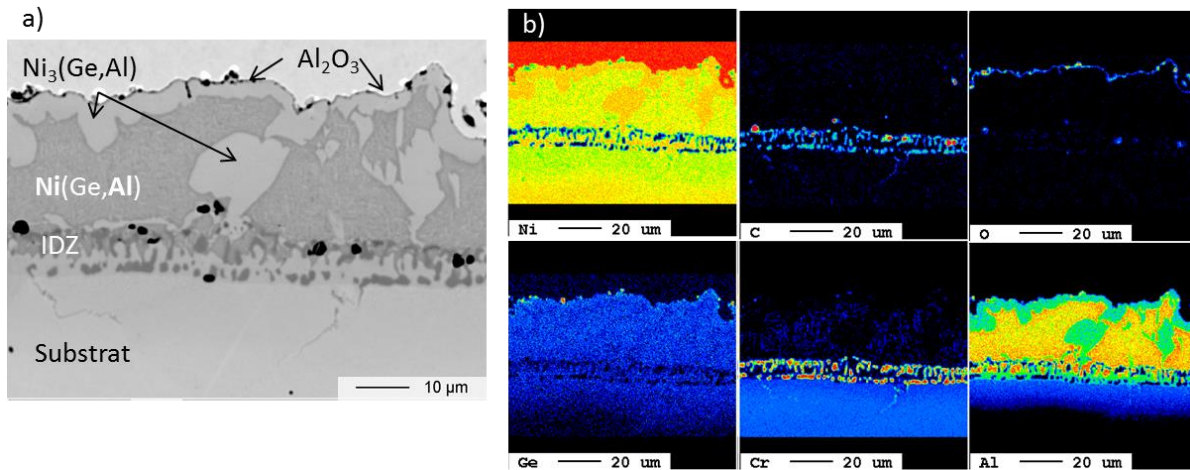 a)
Ni₃(Ge,Al)
Al₂O₃
Ni(Ge,Al)
IDZ
Substrat
10 µm
b)
Ni 20 um
C 20 um
O 20 um
Ge 20 um
Cr 20 um
Al 20 um